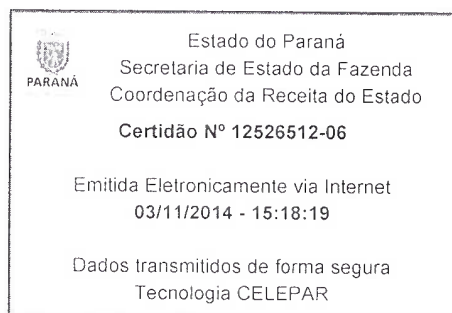 Estado do Paraná
Secretaria de Estado da Fazenda
PARANÁ
Coordenação da Receita do Estado
Certidão Nº 12526512-06
Emitida Eletronicamente via Internet
03/11/2014 - 15:18:19
Dados transmitidos de forma segura
Tecnologia CELEPAR